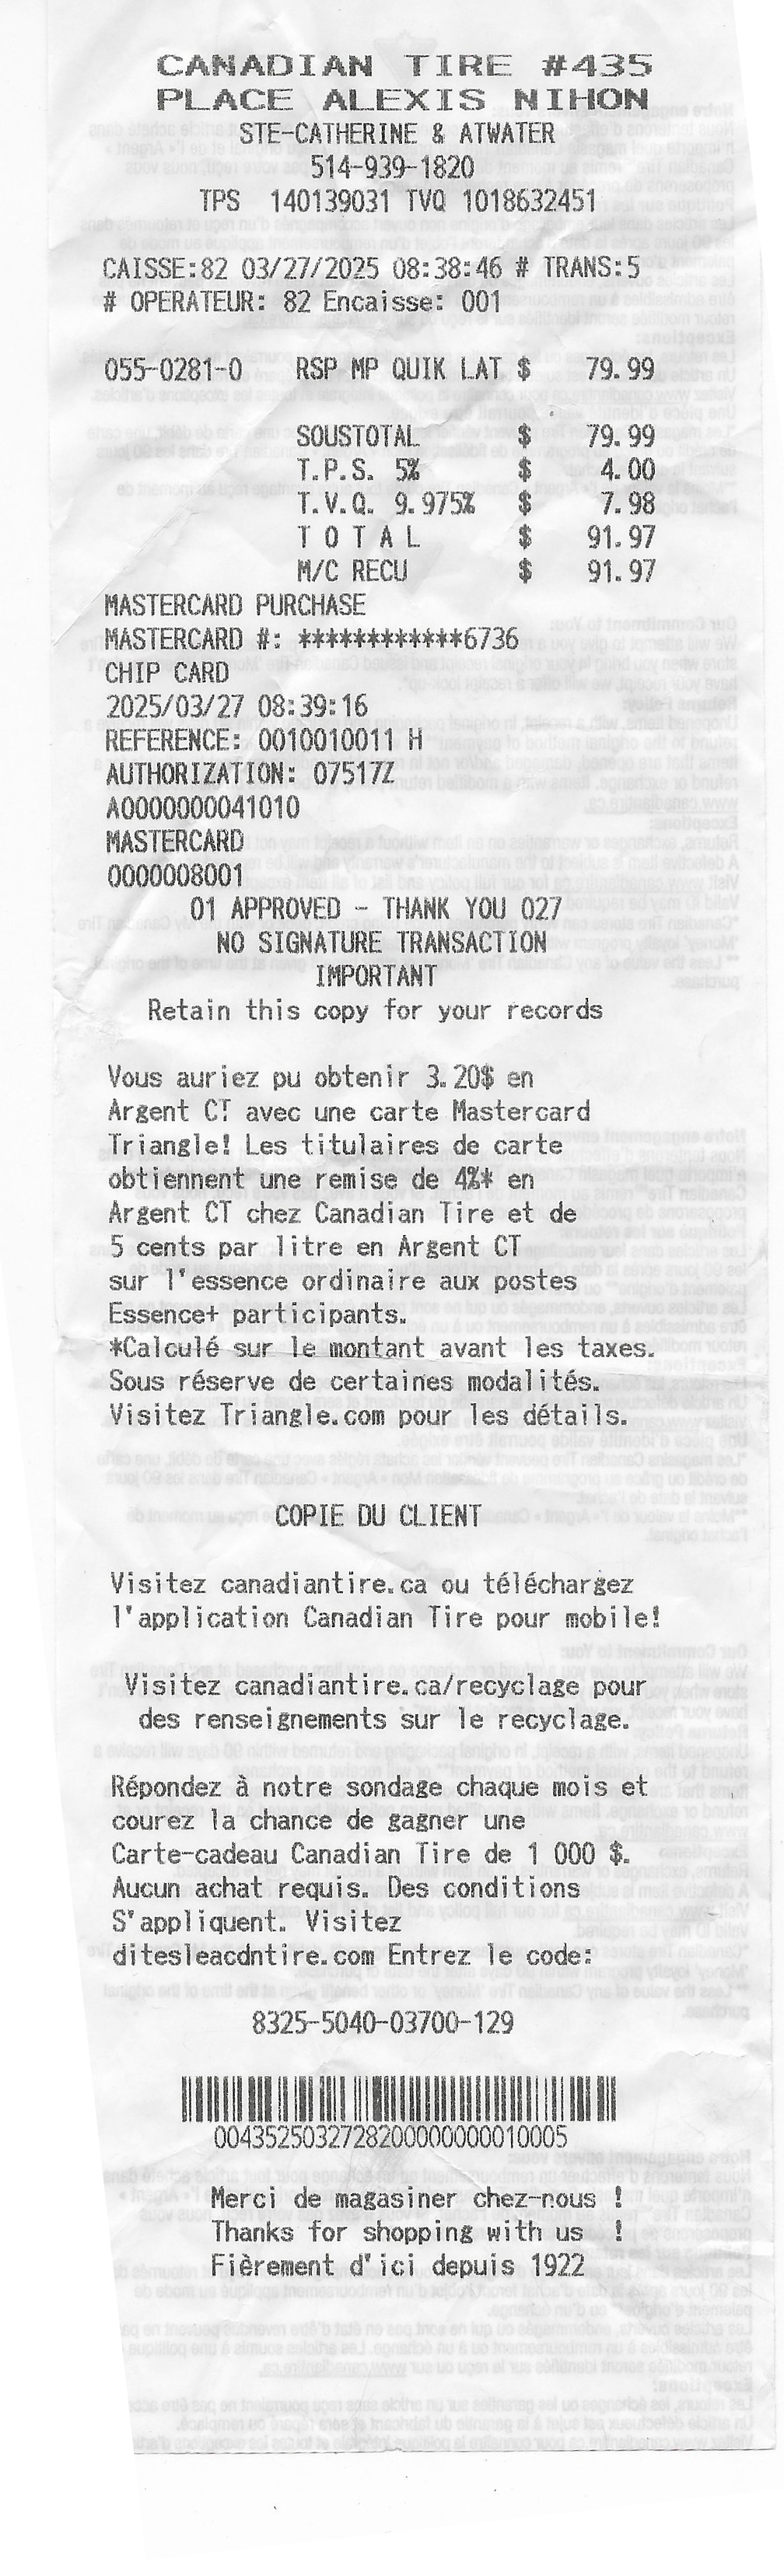 CANADIAN TIRE #435
PLACE ALEXIS NIHON
STE-CATHERINE & ATWATER
514-939-1820
TPS 140139031 TVQ 1018632451
CAISSE:82 03/27/2025 08:38:46 # TRANS:5
# OPERATEUR: 82 Encaisse: 001
055-0281-0 RSP MP QUIK LAT $ 79.99
SOUSTOTAL $ 79.99
T.P.S. 5% $ 4.00
T.V.Q. 9.975% $ 7.98
T O T A L $ 91.97
M/C RECU $ 91.97
MASTERCARD PURCHASE
MASTERCARD #: ************6736
CHIP CARD
2025/03/27 08:39:16
REFERENCE: 0010010011 H
AUTHORIZATION: 07517Z
A0000000041010
MASTERCARD
0000008001
01 APPROVED - THANK YOU 027
NO SIGNATURE TRANSACTION
IMPORTANT
Retain this copy for your records
Vous auriez pu obtenir 3.20$ en
Argent CT avec une carte Mastercard
Triangle! Les titulaires de carte
obtiennent une remise de 4%* en
Argent CT chez Canadian Tire et de
5 cents par litre en Argent CT
sur l'essence ordinaire aux postes
Essence+ participants.
*Calculé sur le montant avant les taxes.
Sous réserve de certaines modalités.
Visitez Triangle.com pour les détails.
COPIE DU CLIENT
Visitez canadiantire.ca ou téléchargez
l'application Canadian Tire pour mobile!
Visitez canadiantire.ca/recyclage pour
des renseignements sur le recyclage.
Répondez à notre sondage chaque mois et
courez la chance de gagner une
Carte-cadeau Canadian Tire de 1 000 $.
Aucun achat requis. Des conditions
S'appliquent. Visitez
ditesleacdntire.com Entrez le code:
8325-5040-03700-129
0043525032728200000000010005
Merci de magasiner chez-nous !
Thanks for shopping with us !
Fièrement d'ici depuis 1922